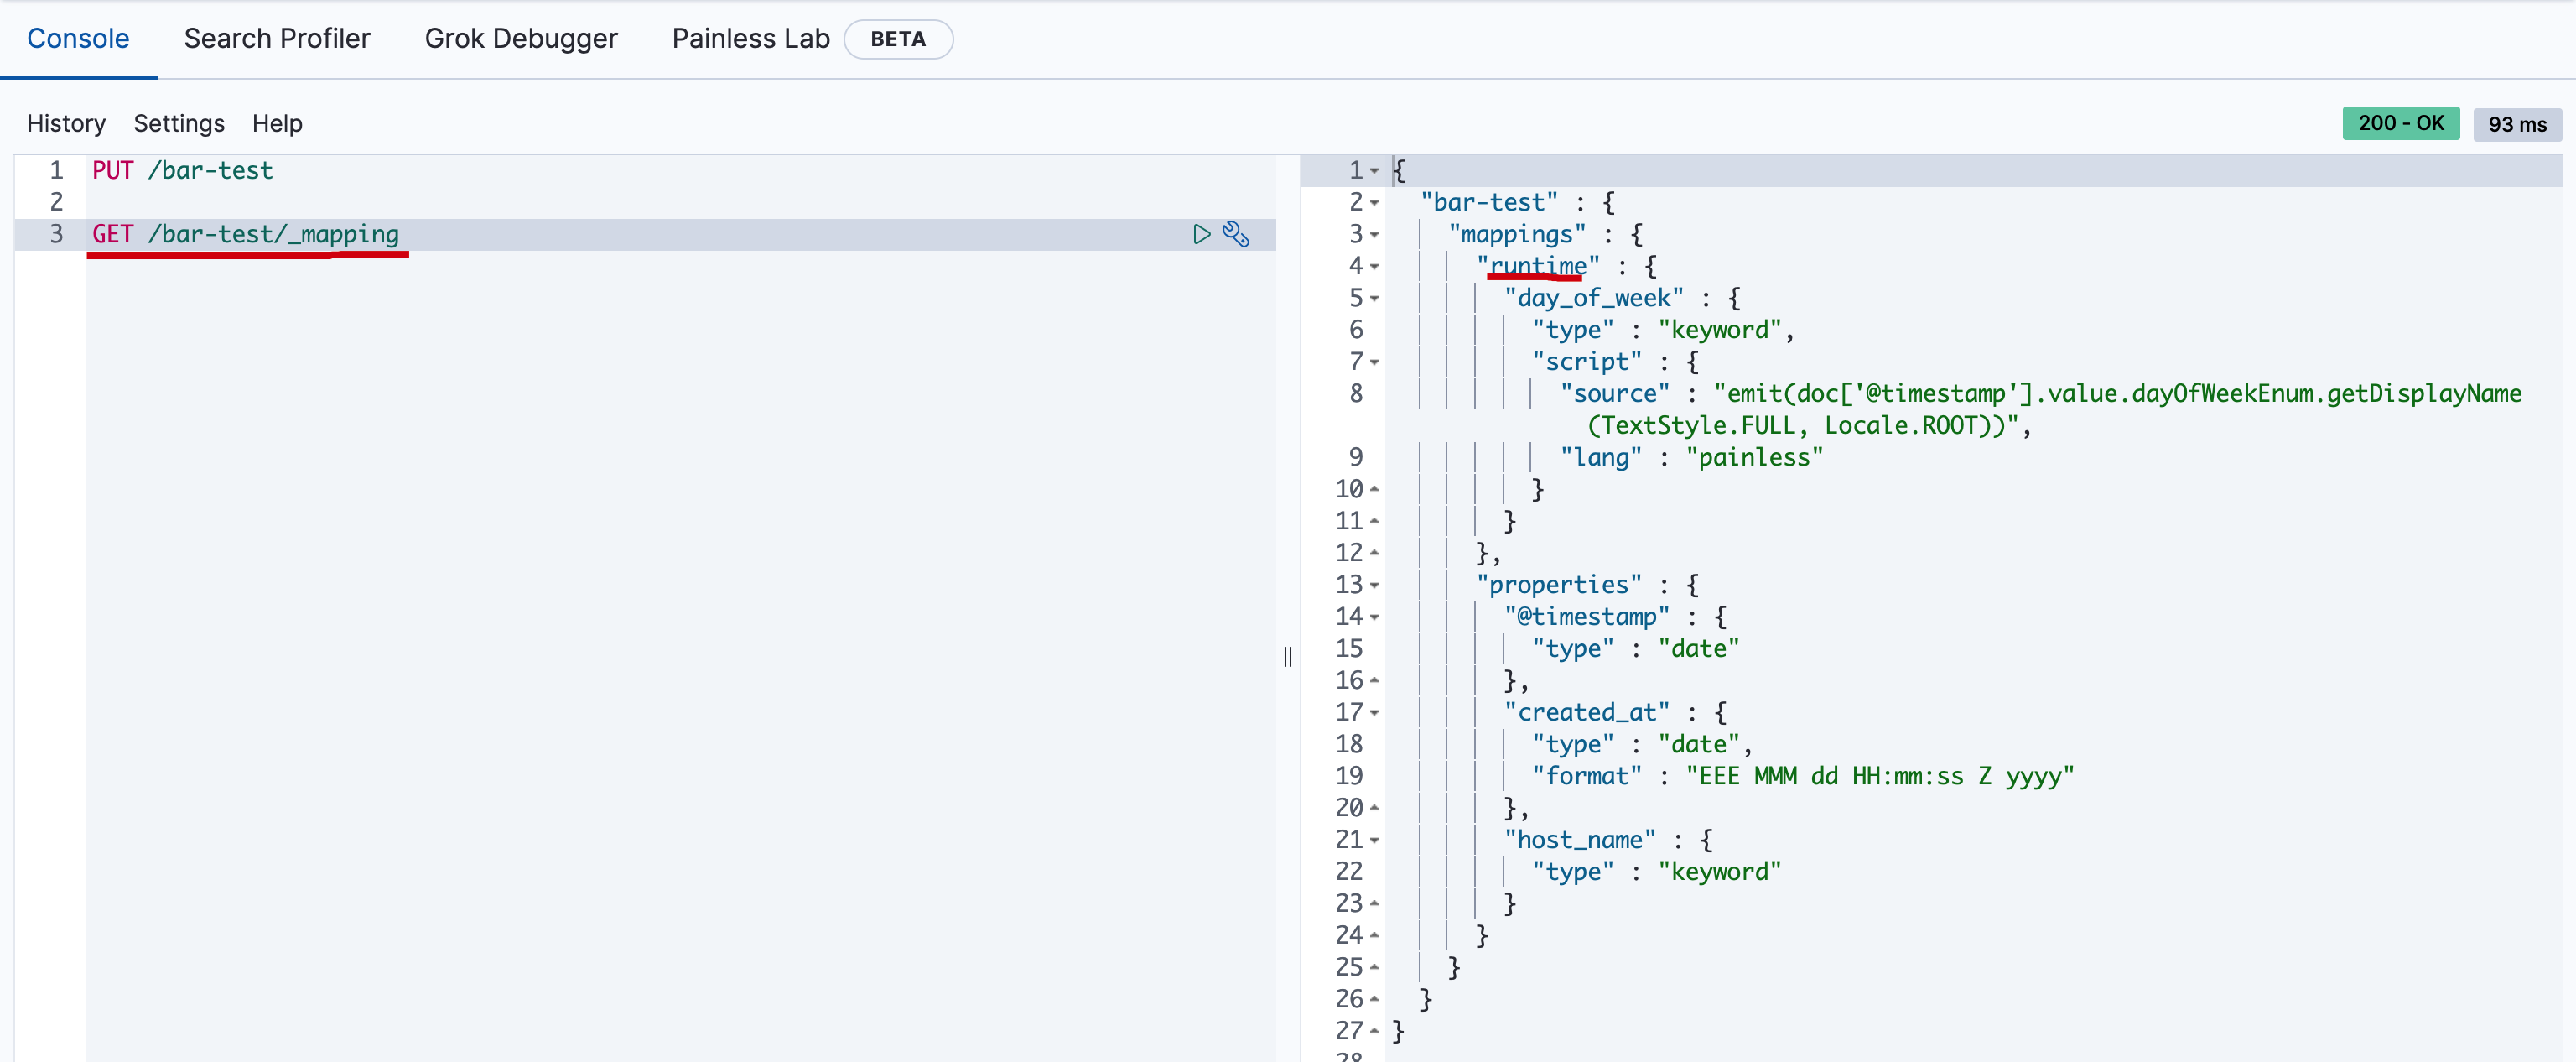 Console Search Profiler Grok Debugger Painless Lab BETA
History Settings Help 200 - OK 93 ms
1 PUT /bar-test
2
3 GET /bar-test/_mapping
1 {
2 "bar-test" : {
3 "mappings" : {
4 "runtime" : {
5 "day_of_week" : {
6 "type" : "keyword",
7 "script" : {
8 "source" : "emit(doc['@timestamp'].value.dayOfWeekEnum.getDisplayName
(TextStyle.FULL, Locale.ROOT))",
9 "lang" : "painless"
10 }
11 }
12 },
13 "properties" : {
14 "@timestamp" : {
15 "type" : "date"
16 },
17 "created_at" : {
18 "type" : "date",
19 "format" : "EEE MMM dd HH:mm:ss Z yyyy"
20 },
21 "host_name" : {
22 "type" : "keyword"
23 }
24 }
25 }
26 }
27 }
28